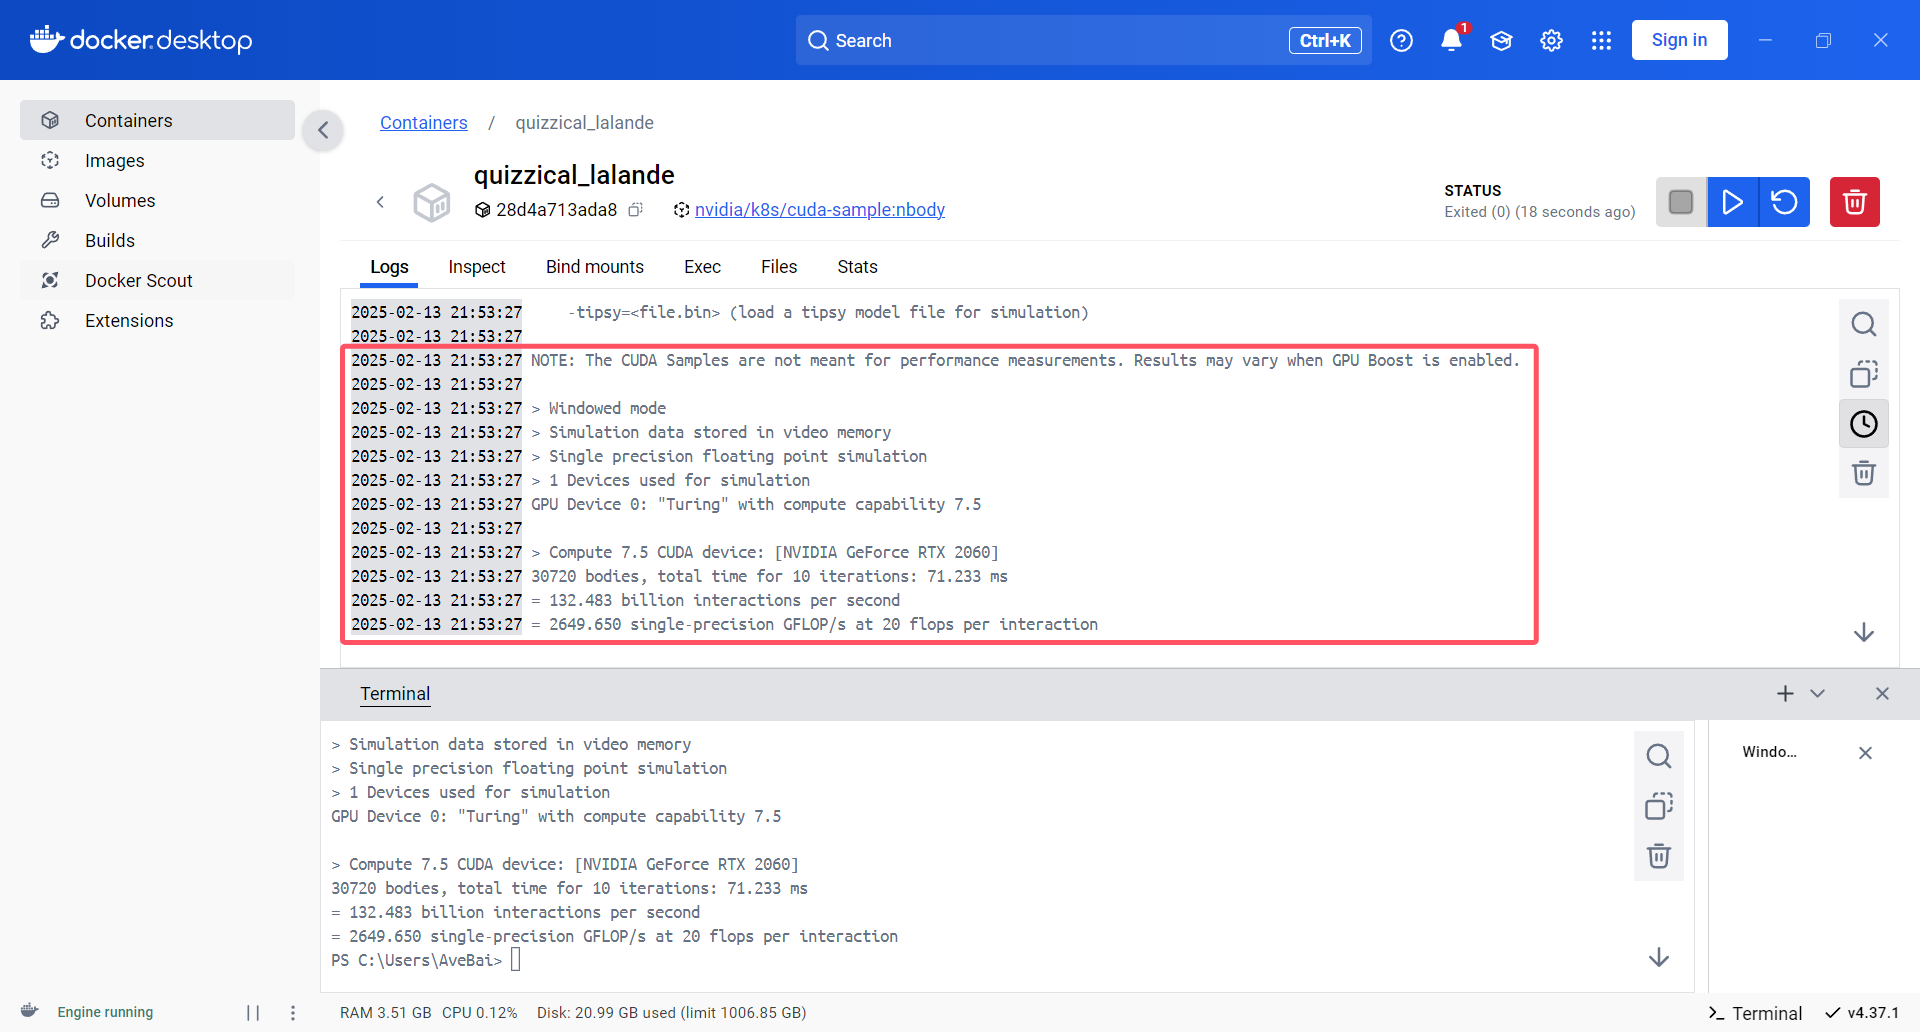 docker desktop
Search
Ctrl+K
1
Sign in
Containers
Images
Volumes
Builds
Docker Scout
Extensions
Containers / quizzical_lalande
quizzical_lalande
28d4a713ada8 nvidia/k8s/cuda-sample:nbody
STATUS
Exited (0) (18 seconds ago)
Logs Inspect Bind mounts Exec Files Stats
2025-02-13 21:53:27 -tipsy=<file.bin> (load a tipsy model file for simulation)
2025-02-13 21:53:27
2025-02-13 21:53:27 NOTE: The CUDA Samples are not meant for performance measurements. Results may vary when GPU Boost is enabled.
2025-02-13 21:53:27
2025-02-13 21:53:27 > Windowed mode
2025-02-13 21:53:27 > Simulation data stored in video memory
2025-02-13 21:53:27 > Single precision floating point simulation
2025-02-13 21:53:27 > 1 Devices used for simulation
2025-02-13 21:53:27 GPU Device 0: "Turing" with compute capability 7.5
2025-02-13 21:53:27
2025-02-13 21:53:27 > Compute 7.5 CUDA device: [NVIDIA GeForce RTX 2060]
2025-02-13 21:53:27 30720 bodies, total time for 10 iterations: 71.233 ms
2025-02-13 21:53:27 = 132.483 billion interactions per second
2025-02-13 21:53:27 = 2649.650 single-precision GFLOP/s at 20 flops per interaction
Terminal
> Simulation data stored in video memory
> Single precision floating point simulation
> 1 Devices used for simulation
GPU Device 0: "Turing" with compute capability 7.5
> Compute 7.5 CUDA device: [NVIDIA GeForce RTX 2060]
30720 bodies, total time for 10 iterations: 71.233 ms
= 132.483 billion interactions per second
= 2649.650 single-precision GFLOP/s at 20 flops per interaction
PS C:\Users\AveBai>
Windo...
Engine running
RAM 3.51 GB CPU 0.12% Disk: 20.99 GB used (limit 1006.85 GB)
Terminal
v4.37.1